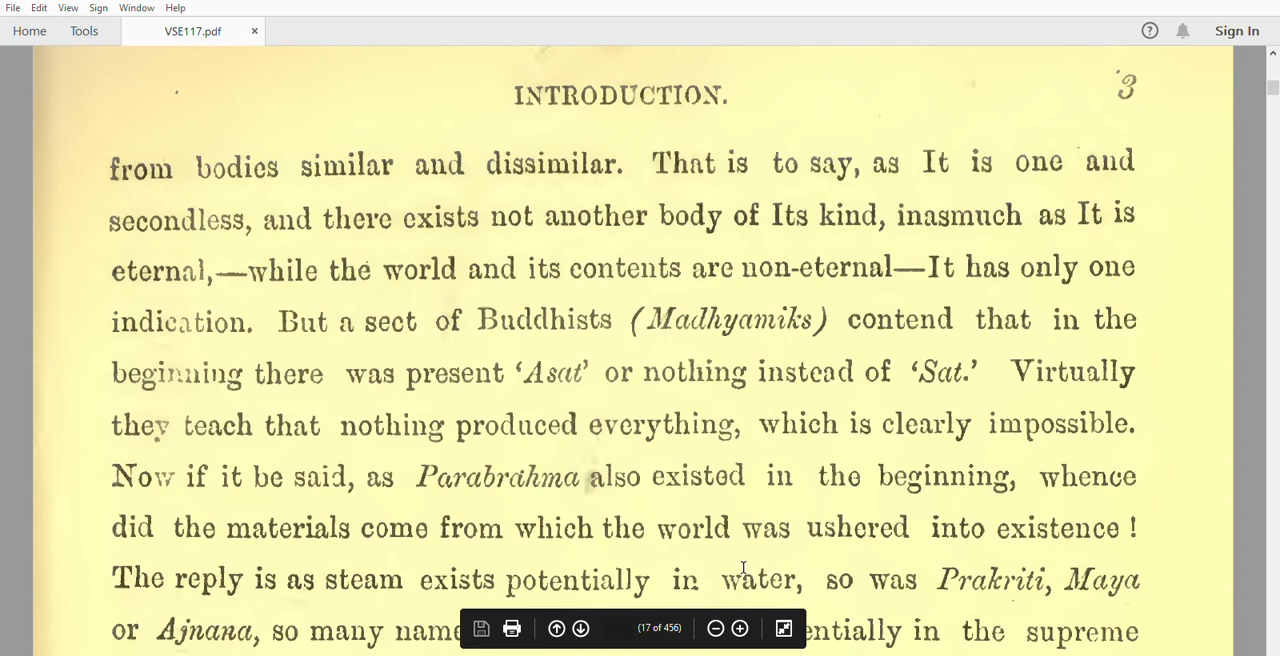 File Edit View Sign Window Help
Home Tools VSE117.pdf × Sign In
INTRODUCTION. 3
from bodies similar and dissimilar. That is to say, as It is one and
secondless, and there exists not another body of Its kind, inasmuch as It is
eternal,—while the world and its contents are non-eternal—It has only one
indication. But a sect of Buddhists (Madhyamiks) contend that in the
beginning there was present ‘Asat’ or nothing instead of ‘Sat.’ Virtually
they teach that nothing produced everything, which is clearly impossible.
Now if it be said, as Parabráhma also existed in the beginning, whence
did the materials come from which the world was ushered into existence !
The reply is as steam exists potentially in water, so was Prakriti, Maya
or Ajnana, so many name entially in the supreme
(17 of 456)